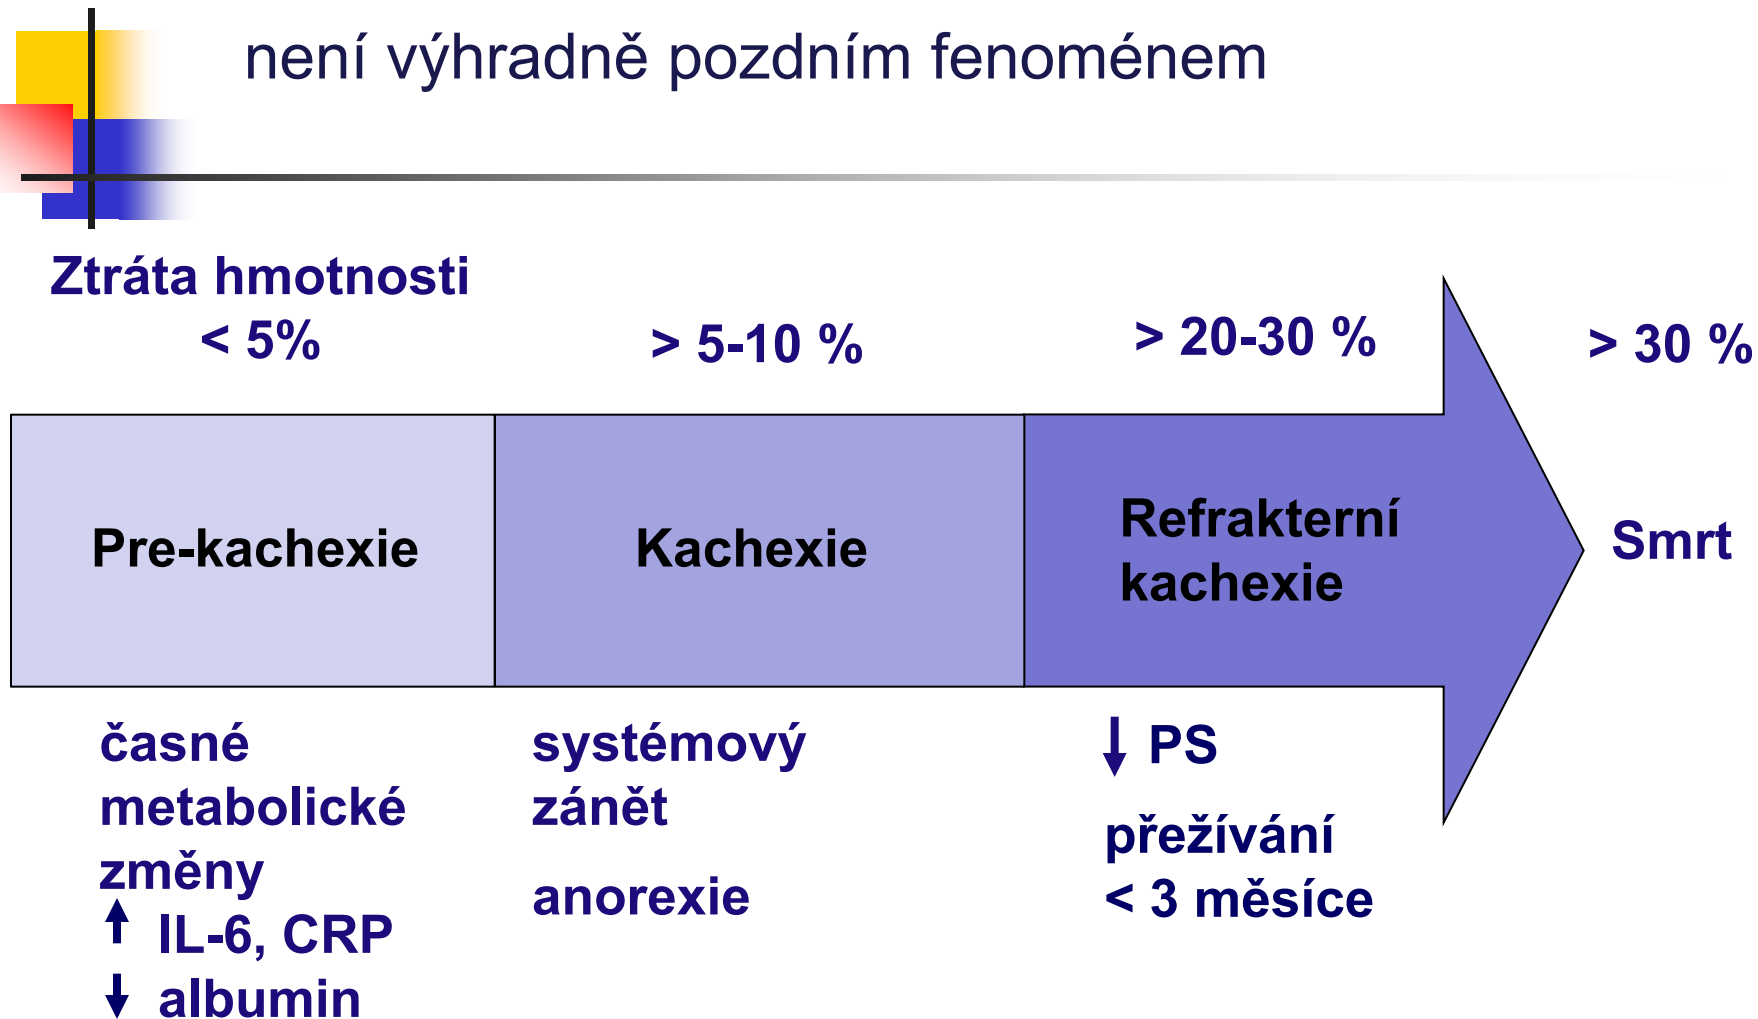 není výhradně pozdním fenoménem
Ztráta hmotnosti
< 5%
> 5-10 %
> 20-30 %
> 30 %
Pre-kachexie
Kachexie
Refrakterní
kachexie
Smrt
časné
metabolické
změny
↑ IL-6, CRP
↓ albumin
systémový
zánět
anorexie
↓ PS
přežívání
< 3 měsíce